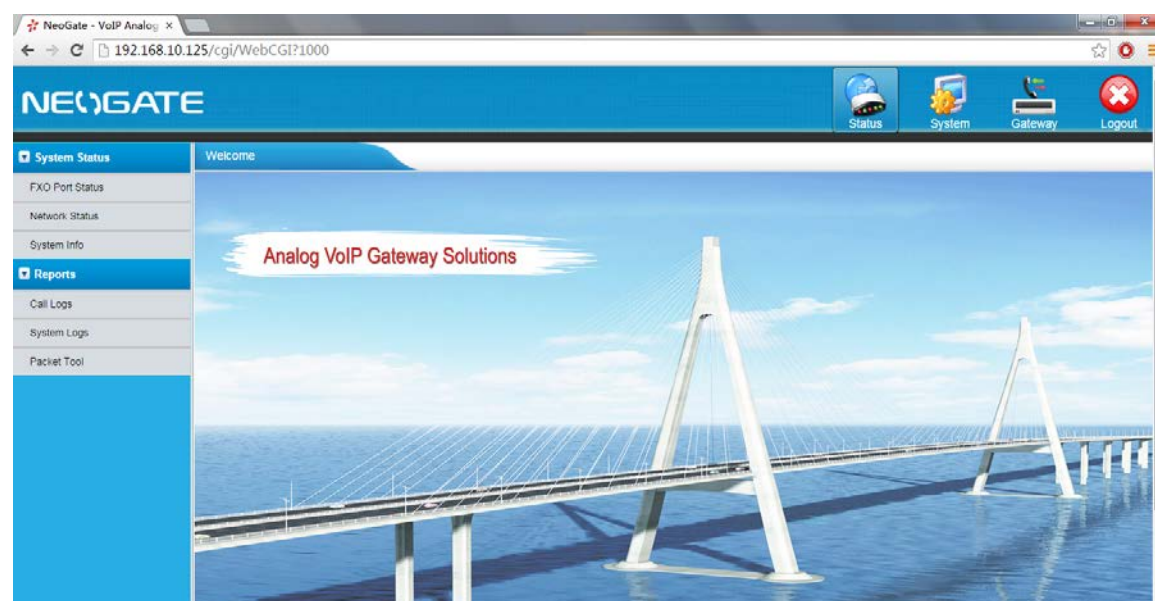 NeoGate - VoIP Analog
192.168.10.125/cgi/WebCGI?1000
NEOGATE
Status
System
Gateway
Logout
System Status
Welcome
FXO Port Status
Network Status
System Info
Reports
Call Logs
System Logs
Packet Tool
Analog VoIP Gateway Solutions